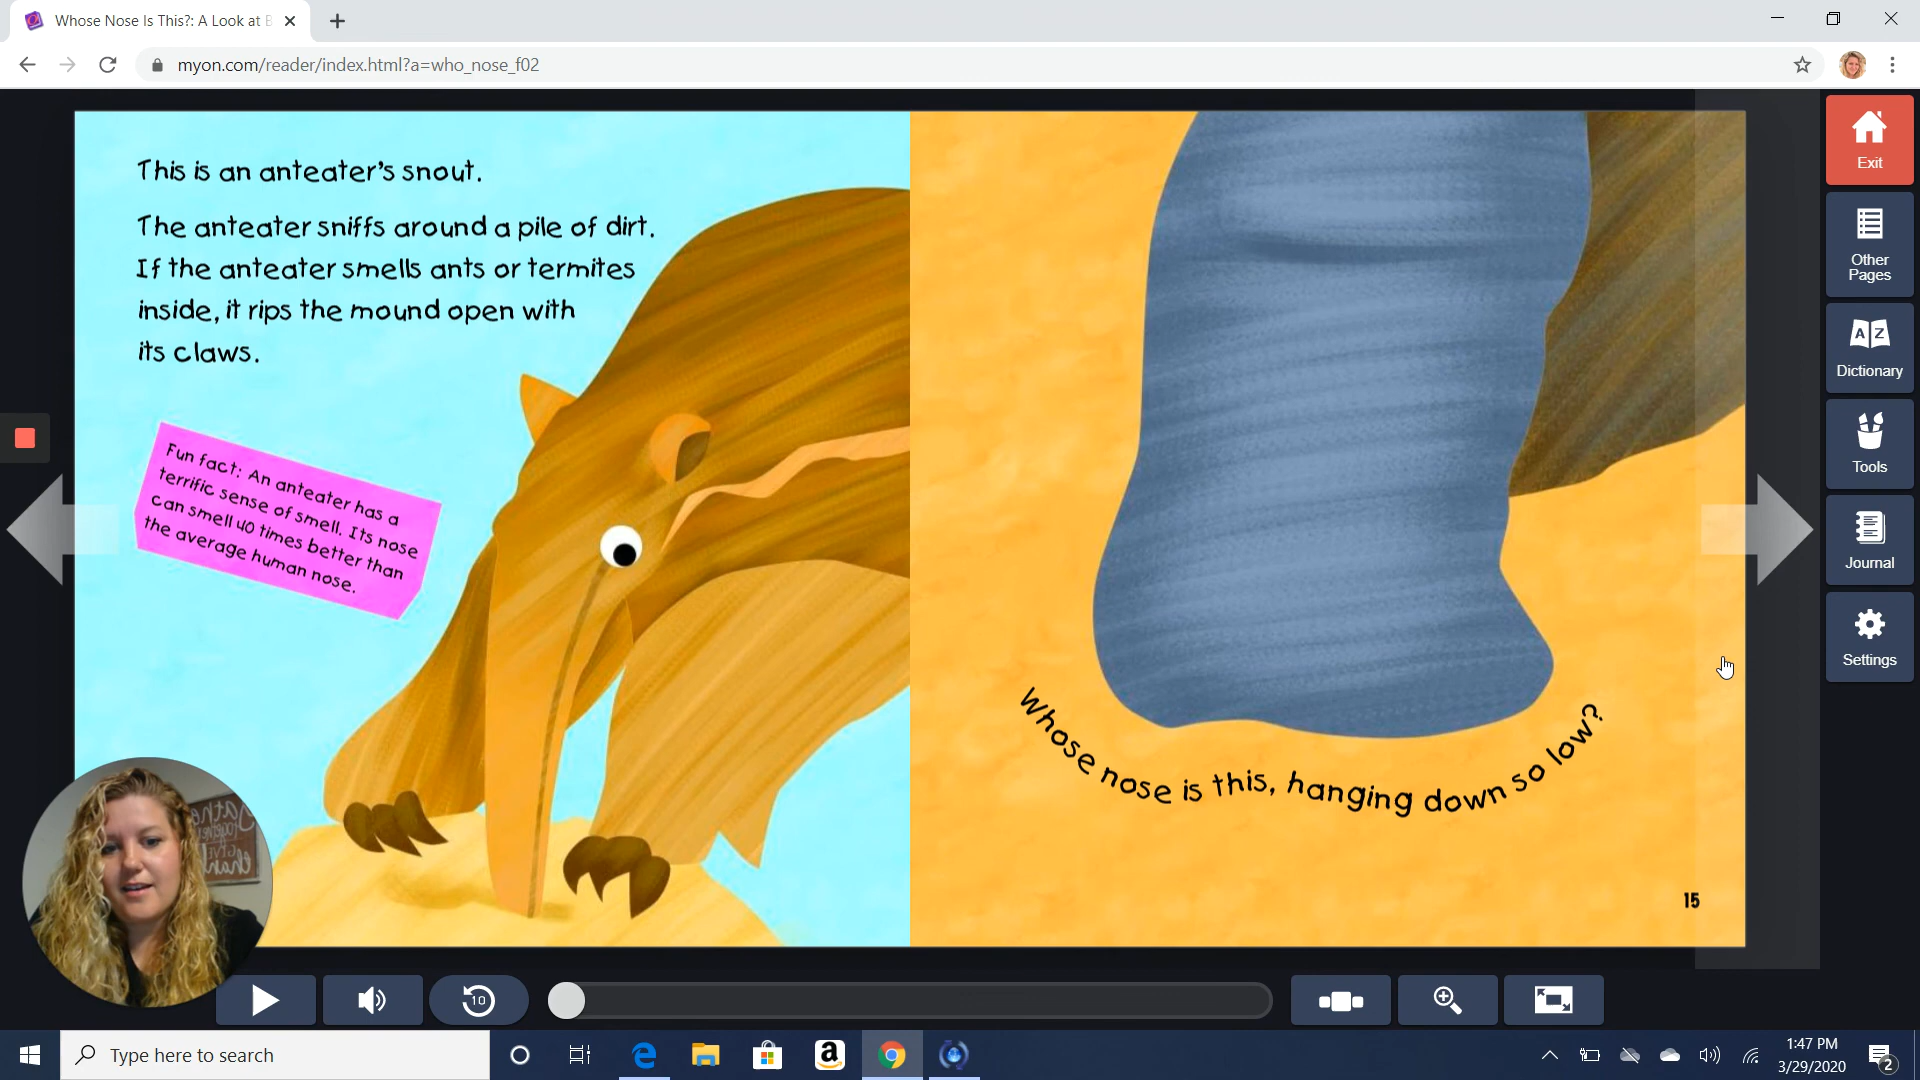 Whose Nose Is This?: A Look at B
myon.com/reader/index.html?a=who_nose_f02
This is an anteater's snout.
The anteater sniffs around a pile of dirt.
If the anteater smells ants or termites
inside, it rips the mound open with
its claws.
Fun fact: An anteater has a
terrific sense of smell. Its nose
can smell 40 times better than
the average human nose.
Whose nose is this, hanging down so low?
15
Exit
Other
Pages
A Z
Dictionary
Tools
Journal
Settings
10
Type here to search
a
1:47 PM
3/29/2020
2